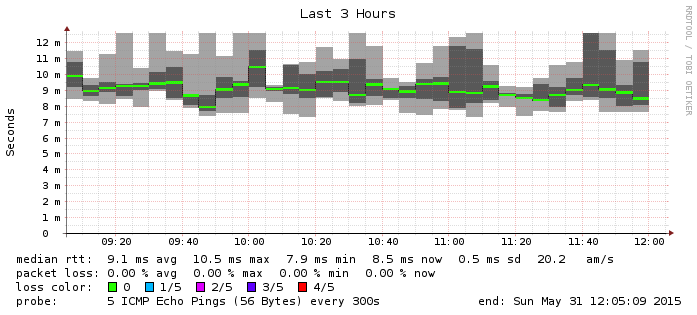 Last 3 Hours
RRDTOOL / TOBI OETIKER
Seconds
12 m
11 m
10 m
9 m
8 m
7 m
6 m
5 m
4 m
3 m
2 m
1 m
0
09:20 09:40 10:00 10:20 10:40 11:00 11:20 11:40 12:00
median rtt: 9.1 ms avg 10.5 ms max 7.9 ms min 8.5 ms now 0.5 ms sd 20.2 am/s
packet loss: 0.00 % avg 0.00 % max 0.00 % min 0.00 % now
loss color: 0 1/5 2/5 3/5 4/5
probe: 5 ICMP Echo Pings (56 Bytes) every 300s end: Sun May 31 12:05:09 2015